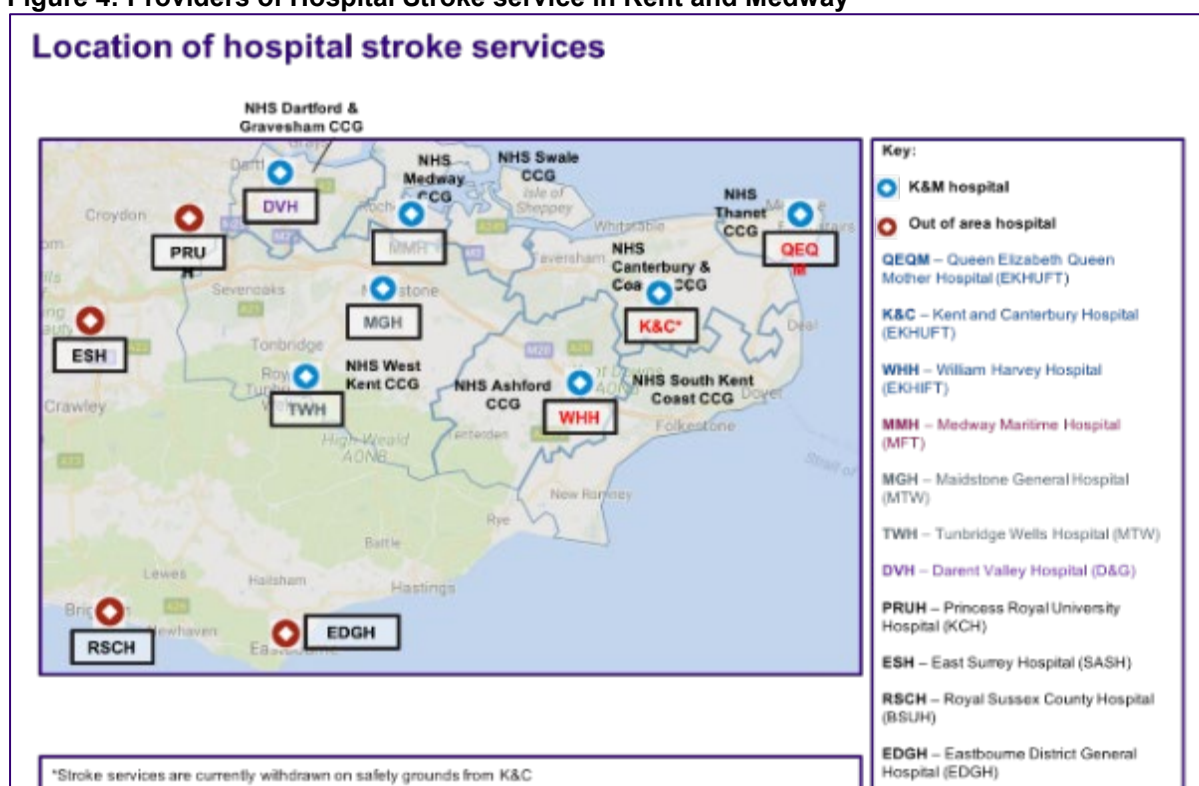 Figure 4: Providers of Hospital Stroke service in Kent and Medway
Location of hospital stroke services
NHS Dartford &
Gravesham CCG
NHS
Medway
CCG
NHS Swale
CCG
Isle of
Sheppey
NHS
Thanet
CCG
DVH
Croydon
PRU
H
MMH
Whitstable
QEQ
M
NHS
Canterbury &
CCG
Faversham
Sevenoaks
MGH
K&C*
Deal
ESH
Tonbridge
NHS West
Kent CCG
TWH
NHS Ashford
CCG
NHS South Kent
Coast CCG
Dover
WHH
Crawley
Folkestone
High Weald
AONB
Tenterden
New Romney
Strait of
Rye
Battle
Lewes
Hailsham
Hastings
RSCH
EDGH
Key:
K&M hospital
Out of area hospital
QEQM – Queen Elizabeth Queen
Mother Hospital (EKHUFT)
K&C – Kent and Canterbury Hospital
(EKHUFT)
WHH – William Harvey Hospital
(EKHIFT)
MMH – Medway Maritime Hospital
(MFT)
MGH – Maidstone General Hospital
(MTW)
TWH – Tunbridge Wells Hospital (MTW)
DVH – Darent Valley Hospital (D&G)
PRUH – Princess Royal University
Hospital (KCH)
ESH – East Surrey Hospital (SASH)
RSCH – Royal Sussex County Hospital
(BSUH)
EDGH – Eastbourne District General
Hospital (EDGH)
*Stroke services are currently withdrawn on safety grounds from K&C